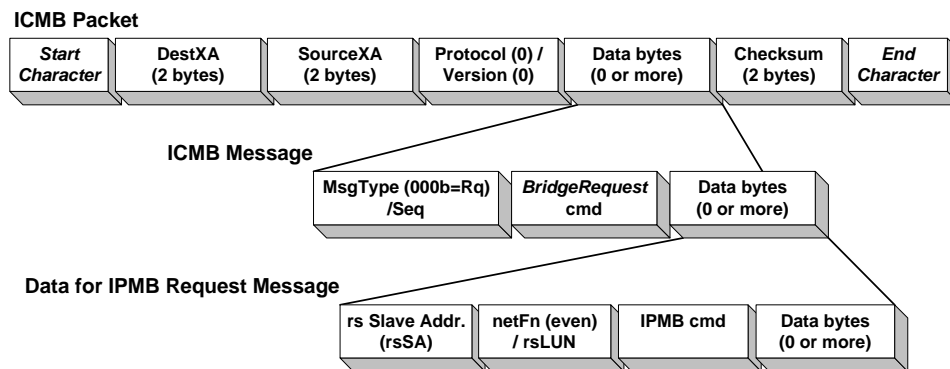 ICMB Packet
Start Character
DestXA (2 bytes)
SourceXA (2 bytes)
Protocol (0) / Version (0)
Data bytes (0 or more)
Checksum (2 bytes)
End Character
ICMB Message
MsgType (000b=Rq) /Seq
BridgeRequest cmd
Data bytes (0 or more)
Data for IPMB Request Message
rs Slave Addr. (rsSA)
netFn (even) / rsLUN
IPMB cmd
Data bytes (0 or more)